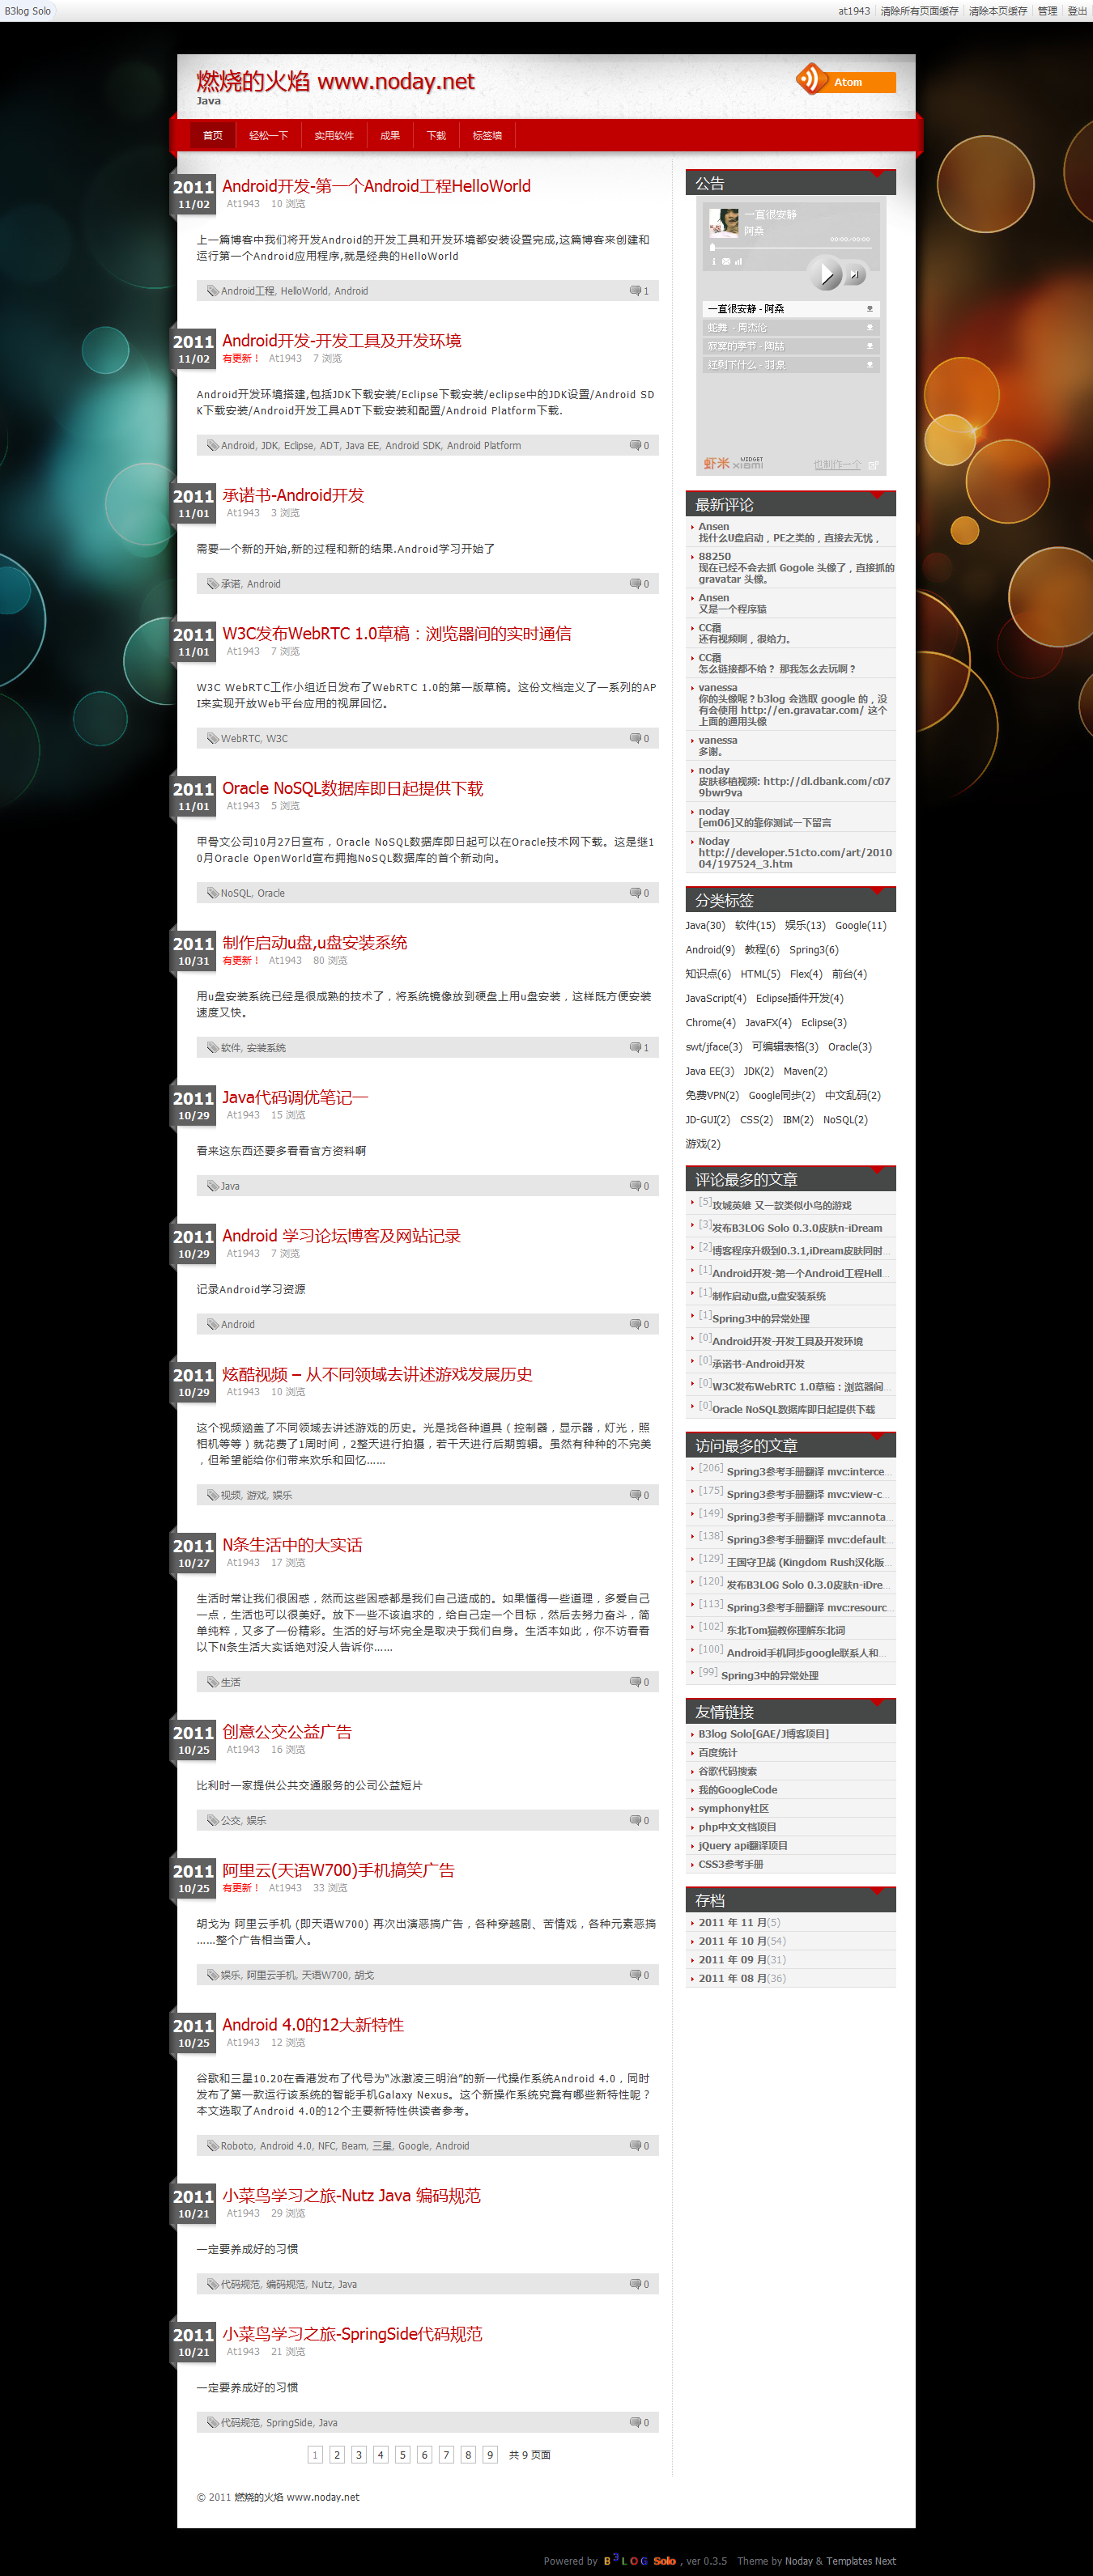 B3log Solo
at1943 清除所有页面缓存 清除本页缓存 管理 登出
燃烧的火焰 www.noday.net
Java
Atom
首页 轻松一下 实用软件 成果 下载 标签墙
2011
11/02
Android开发-第一个Android工程HelloWorld
At1943 10 浏览
上一篇博客中我们将开发Android的开发工具和开发环境都安装设置完成,这篇博客来创建和
运行第一个Android应用程序,就是经典的HelloWorld
Android工程, HelloWorld, Android 1
2011
11/02
Android开发-开发工具及开发环境
有更新！ At1943 7 浏览
Android开发环境搭建,包括JDK下载安装/Eclipse下载安装/eclipse中的JDK设置/Android SD
K下载安装/Android开发工具ADT下载安装和配置/Android Platform下载.
Android, JDK, Eclipse, ADT, Java EE, Android SDK, Android Platform 0
2011
11/01
承诺书-Android开发
At1943 3 浏览
需要一个新的开始,新的过程和新的结果.Android学习开始了
承诺, Android 0
2011
11/01
W3C发布WebRTC 1.0草稿：浏览器间的实时通信
At1943 7 浏览
W3C WebRTC工作小组近日发布了WebRTC 1.0的第一版草稿。这份文档定义了一系列的AP
I来实现开放Web平台应用的视屏回忆。
WebRTC, W3C 0
2011
11/01
Oracle NoSQL数据库即日起提供下载
At1943 5 浏览
甲骨文公司10月27日宣布，Oracle NoSQL数据库即日起可以在Oracle技术网下载。这是继1
0月Oracle OpenWorld宣布拥抱NoSQL数据库的首个新动向。
NoSQL, Oracle 0
2011
10/31
制作启动u盘,u盘安装系统
有更新！ At1943 80 浏览
用u盘安装系统已经是很成熟的技术了，将系统镜像放到硬盘上用u盘安装，这样既方便安装
速度又快。
软件, 安装系统 1
2011
10/29
Java代码调优笔记一
At1943 15 浏览
看来这东西还要多看看官方资料啊
Java 0
2011
10/29
Android 学习论坛博客及网站记录
At1943 7 浏览
记录Android学习资源
Android 0
2011
10/29
炫酷视频 – 从不同领域去讲述游戏发展历史
At1943 10 浏览
这个视频涵盖了不同领域去讲述游戏的历史。光是找各种道具（控制器，显示器，灯光，照
相机等等）就花费了1周时间，2整天进行拍摄，若干天进行后期剪辑。虽然有种种的不完美
，但希望能给你们带来欢乐和回忆……
视频, 游戏, 娱乐 0
2011
10/27
N条生活中的大实话
At1943 17 浏览
生活时常让我们很困惑，然而这些困惑都是我们自己造成的。如果懂得一些道理，多爱自己
一点，生活也可以很美好。放下一些不该追求的，给自己定一个目标，然后去努力奋斗，简
单纯粹，又多了一份精彩。生活的好与坏完全是取决于我们自身。生活本如此，你不访看看
以下N条生活大实话绝对没人告诉你……
生活 0
2011
10/25
创意公交公益广告
At1943 16 浏览
比利时一家提供公共交通服务的公司公益短片
公交, 娱乐 0
2011
10/25
阿里云(天语W700)手机搞笑广告
有更新！ At1943 33 浏览
胡戈为 阿里云手机 (即天语W700) 再次出演恶搞广告，各种穿越剧、苦情戏，各种元素恶搞
……整个广告相当雷人。
娱乐, 阿里云手机, 天语W700, 胡戈 0
2011
10/25
Android 4.0的12大新特性
At1943 12 浏览
谷歌和三星10.20在香港发布了代号为“冰激凌三明治”的新一代操作系统Android 4.0，同时
发布了第一款运行该系统的智能手机Galaxy Nexus。这个新操作系统究竟有哪些新特性呢？
本文选取了Android 4.0的12个主要新特性供读者参考。
Roboto, Android 4.0, NFC, Beam, 三星, Google, Android 0
2011
10/21
小菜鸟学习之旅-Nutz Java 编码规范
At1943 29 浏览
一定要养成好的习惯
代码规范, 编码规范, Nutz, Java 0
2011
10/21
小菜鸟学习之旅-SpringSide代码规范
At1943 21 浏览
一定要养成好的习惯
代码规范, SpringSide, Java 0
1 2 3 4 5 6 7 8 9 共 9 页面
公告
一直很安静
阿桑
00:00/00:00
一直很安静 - 阿桑
蛇舞 - 周杰伦
寂寞的季节 - 陶喆
还剩下什么 - 羽泉
虾米 WIDGET xiami 也制作一个
最新评论
Ansen
找什么U盘启动，PE之类的，直接去无忧，
88250
现在已经不会去抓 Gogole 头像了，直接抓的
gravatar 头像。
Ansen
又是一个程序猿
CC霜
还有视频啊，很给力。
CC霜
怎么链接都不给？ 那我怎么去玩啊？
vanessa
你的头像呢？b3log 会选取 google 的，没
有会使用 http://en.gravatar.com/ 这个
上面的通用头像
vanessa
多谢。
noday
皮肤移植视频: http://dl.dbank.com/c07
9bwr9va
noday
[em06]又的靠你测试一下留言
Noday
http://developer.51cto.com/art/2010
04/197524_3.htm
分类标签
Java(30) 软件(15) 娱乐(13) Google(11)
Android(9) 教程(6) Spring3(6)
知识点(6) HTML(5) Flex(4) 前台(4)
JavaScript(4) Eclipse插件开发(4)
Chrome(4) JavaFX(4) Eclipse(3)
swt/jface(3) 可编辑表格(3) Oracle(3)
Java EE(3) JDK(2) Maven(2)
免费VPN(2) Google同步(2) 中文乱码(2)
JD-GUI(2) CSS(2) IBM(2) NoSQL(2)
游戏(2)
评论最多的文章
[5]攻城英雄 又一款类似小鸟的游戏
[3]发布B3LOG Solo 0.3.0皮肤n-iDream
[2]博客程序升级到0.3.1,iDream皮肤同时...
[1]Android开发-第一个Android工程Hell...
[1]制作启动u盘,u盘安装系统
[1]Spring3中的异常处理
[0]Android开发-开发工具及开发环境
[0]承诺书-Android开发
[0]W3C发布WebRTC 1.0草稿：浏览器间...
[0]Oracle NoSQL数据库即日起提供下载
访问最多的文章
[206] Spring3参考手册翻译 mvc:interce...
[175] Spring3参考手册翻译 mvc:view-c...
[149] Spring3参考手册翻译 mvc:annota...
[138] Spring3参考手册翻译 mvc:default...
[129] 王国守卫战 (Kingdom Rush汉化版...
[120] 发布B3LOG Solo 0.3.0皮肤n-iDre...
[113] Spring3参考手册翻译 mvc:resourc...
[102] 东北Tom猫教你理解东北词
[100] Android手机同步google联系人和...
[99] Spring3中的异常处理
友情链接
B3log Solo[GAE/J博客项目]
百度统计
谷歌代码搜索
我的GoogleCode
symphony社区
php中文文档项目
jQuery api翻译项目
CSS3参考手册
存档
2011 年 11 月(5)
2011 年 10 月(54)
2011 年 09 月(31)
2011 年 08 月(36)
© 2011 燃烧的火焰 www.noday.net
Powered by B3LOG Solo, ver 0.3.5 Theme by Noday & Templates Next